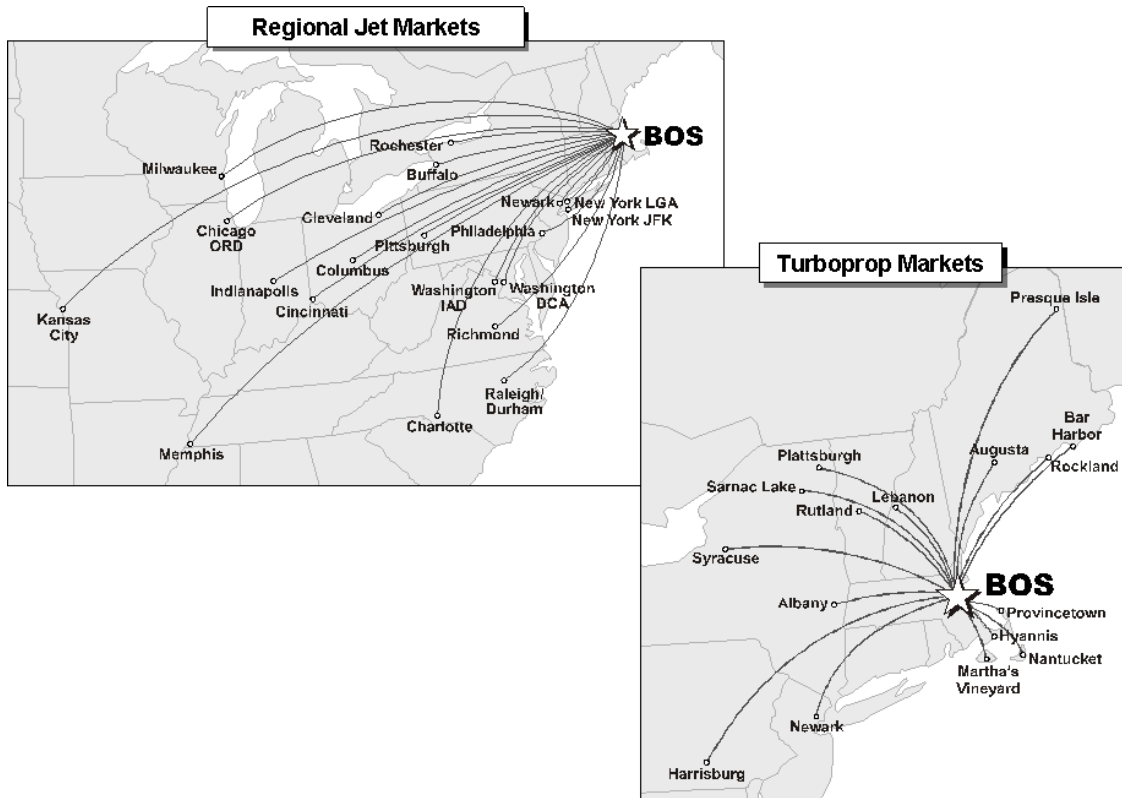 Regional Jet Markets
BOS
Rochester
Milwaukee
Buffalo
Newark
New York LGA
New York JFK
Cleveland
Chicago
ORD
Philadelphia
Pittsburgh
Columbus
Indianapolis
Washington
IAD
Washington
DCA
Cincinnati
Kansas
City
Richmond
Raleigh/
Durham
Charlotte
Memphis
Turboprop Markets
Presque Isle
Bar
Harbor
Augusta
Rockland
Plattsburgh
Sarnac Lake
Lebanon
Rutland
Syracuse
BOS
Albany
Provincetown
Hyannis
Nantucket
Martha's
Vineyard
Newark
Harrisburg